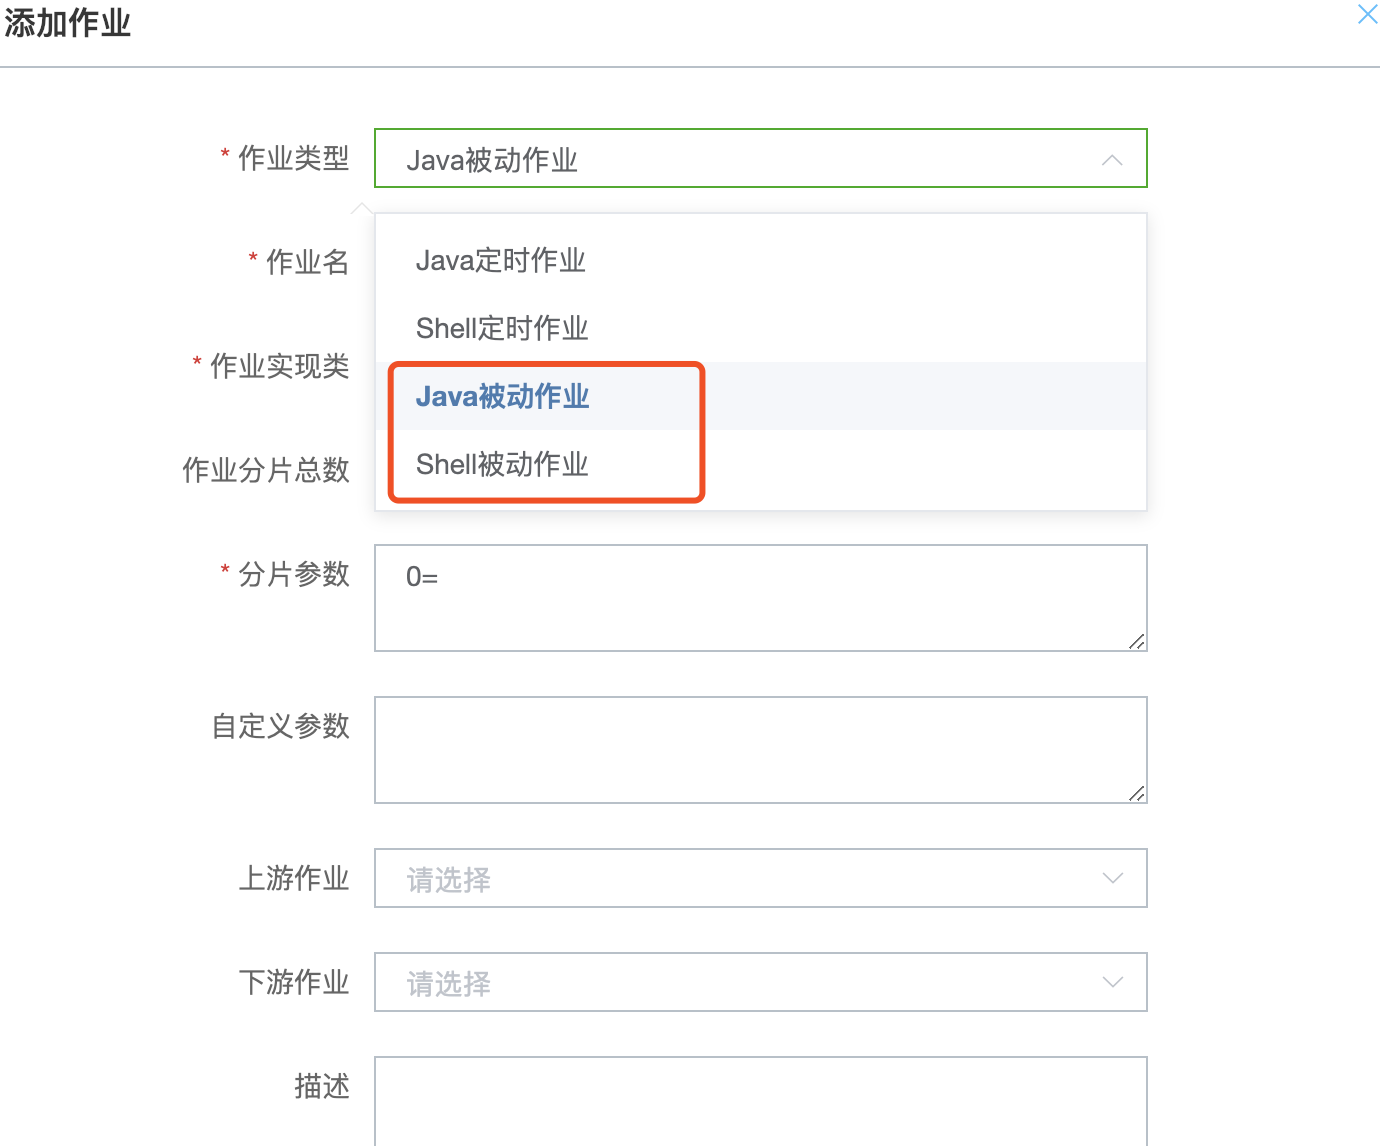 添加作业
* 作业类型 Java被动作业
* 作业名
Java定时作业
Shell定时作业
* 作业实现类
Java被动作业
作业分片总数
Shell被动作业
* 分片参数 0=
自定义参数
上游作业 请选择
下游作业 请选择
描述